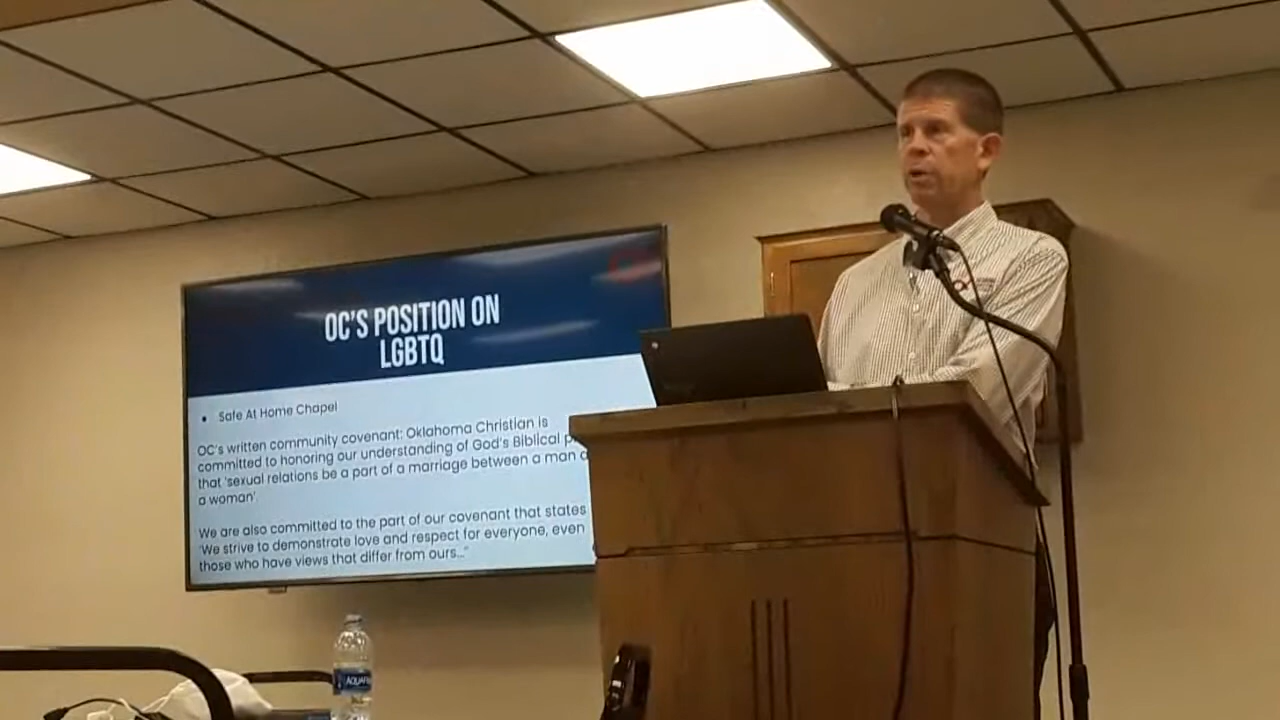 OC'S POSITION ON
LGBTQ
• Safe At Home Chapel
OC's written community covenant: Oklahoma Christian is
committed to honoring our understanding of God's Biblical
that 'sexual relations be a part of a marriage between a man
a woman'.
We are also committed to the part of our covenant that states
'We strive to demonstrate love and respect for everyone, even
those who have views that differ from ours..."
OC
AQUAFI